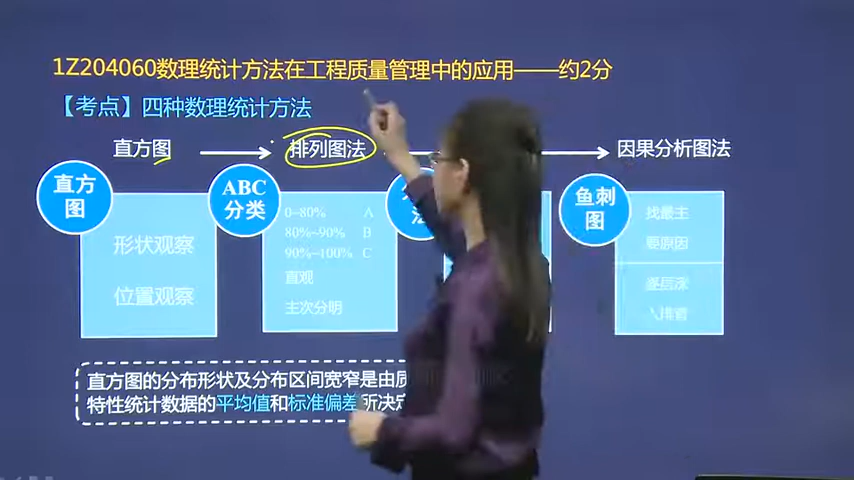 1Z204060数理统计方法在工程质量管理中的应用——约2分
【考点】四种数理统计方法
直方图
排列图法
因果分析图法
直方
图
形状观察
位置观察
ABC
分类
0~80% A
80%~90% B
90%~100% C
直观
主次分明
鱼刺
图
找最主
要原因
逐层深
入排查
直方图的分布形状及分布区间宽窄是由质
特性统计数据的平均值和标准偏差所决定